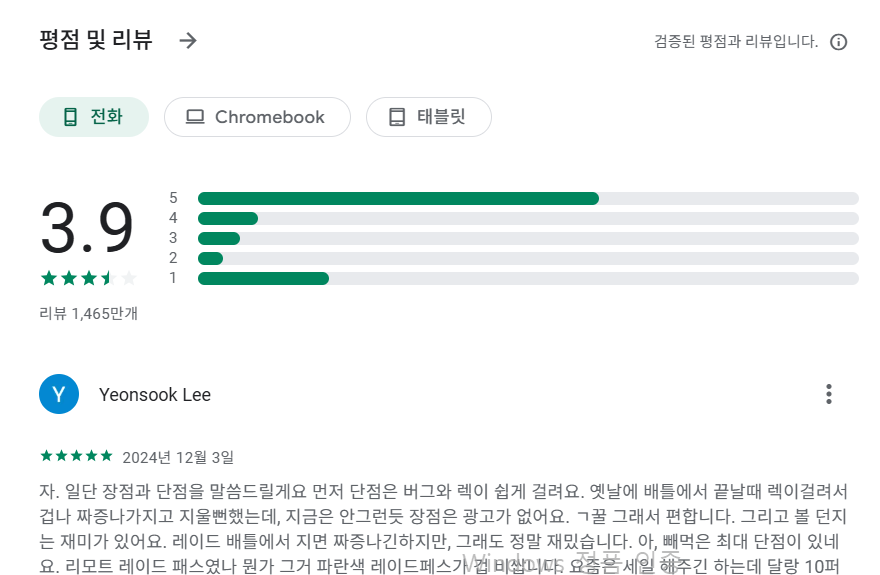 평점 및 리뷰
검증된 평점과 리뷰입니다.
전화
Chromebook
태블릿
3.9
5
4
3
2
1
리뷰 1,465만개
Y
Yeonsook Lee
2024년 12월 3일
자. 일단 장점과 단점을 말씀드릴게요 먼저 단점은 버그와 렉이 쉽게 걸려요. 옛날에 배틀에서 끝날때 렉이걸려서
겁나 짜증나가지고 지울뻔했는데, 지금은 안그런듯 장점은 광고가 없어요. ㄱ꿀 그래서 편합니다. 그리고 볼 던지
는 재미가 있어요. 레이드 배틀에서 지면 짜증나긴하지만, 그래도 정말 재밌습니다. 아, 빼먹은 최대 단점이 있네
요. 리모트 레이드 패스였나 뭔가 그거 파란색 레이드페스가 겁나쌉니다. 요즘은 세일 해주긴 하는데 달랑 10퍼
Windows 정품 인증